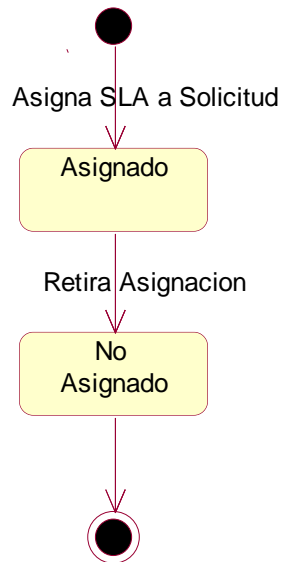 Asigna SLA a Solicitud
Asignado
Retira Asignacion
No
Asignado